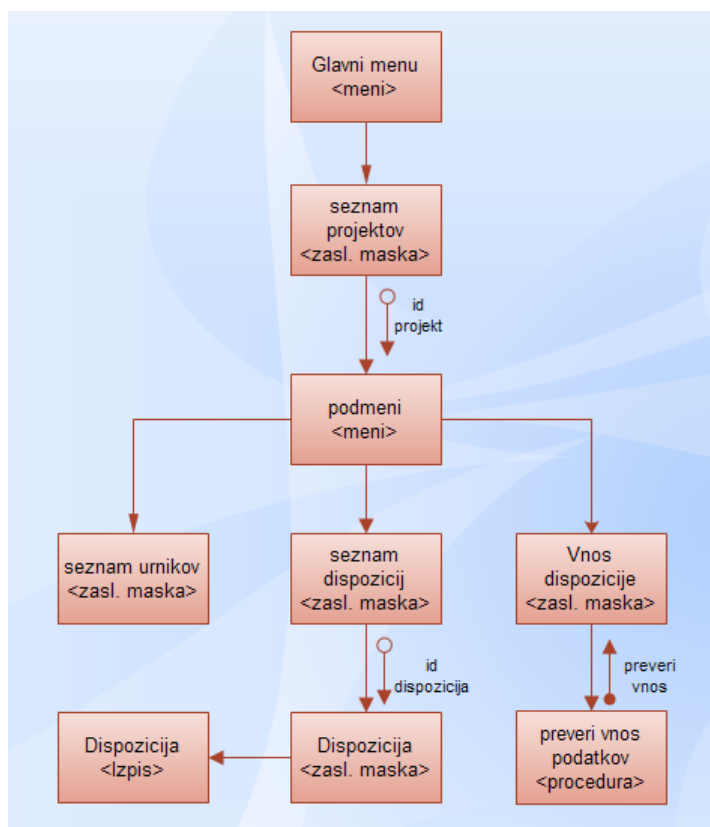 Glavni menu
<meni>
seznam
projektov
<zasl. maska>
id
projekt
podmeni
<meni>
seznam urnikov
<zasl. maska>
seznam
dispozicij
<zasl. maska>
Vnos
dispozicije
<zasl. maska>
id
dispozicija
preveri
vnos
Dispozicija
<Izpis>
Dispozicija
<zasl. maska>
preveri vnos
podatkov
<procedura>